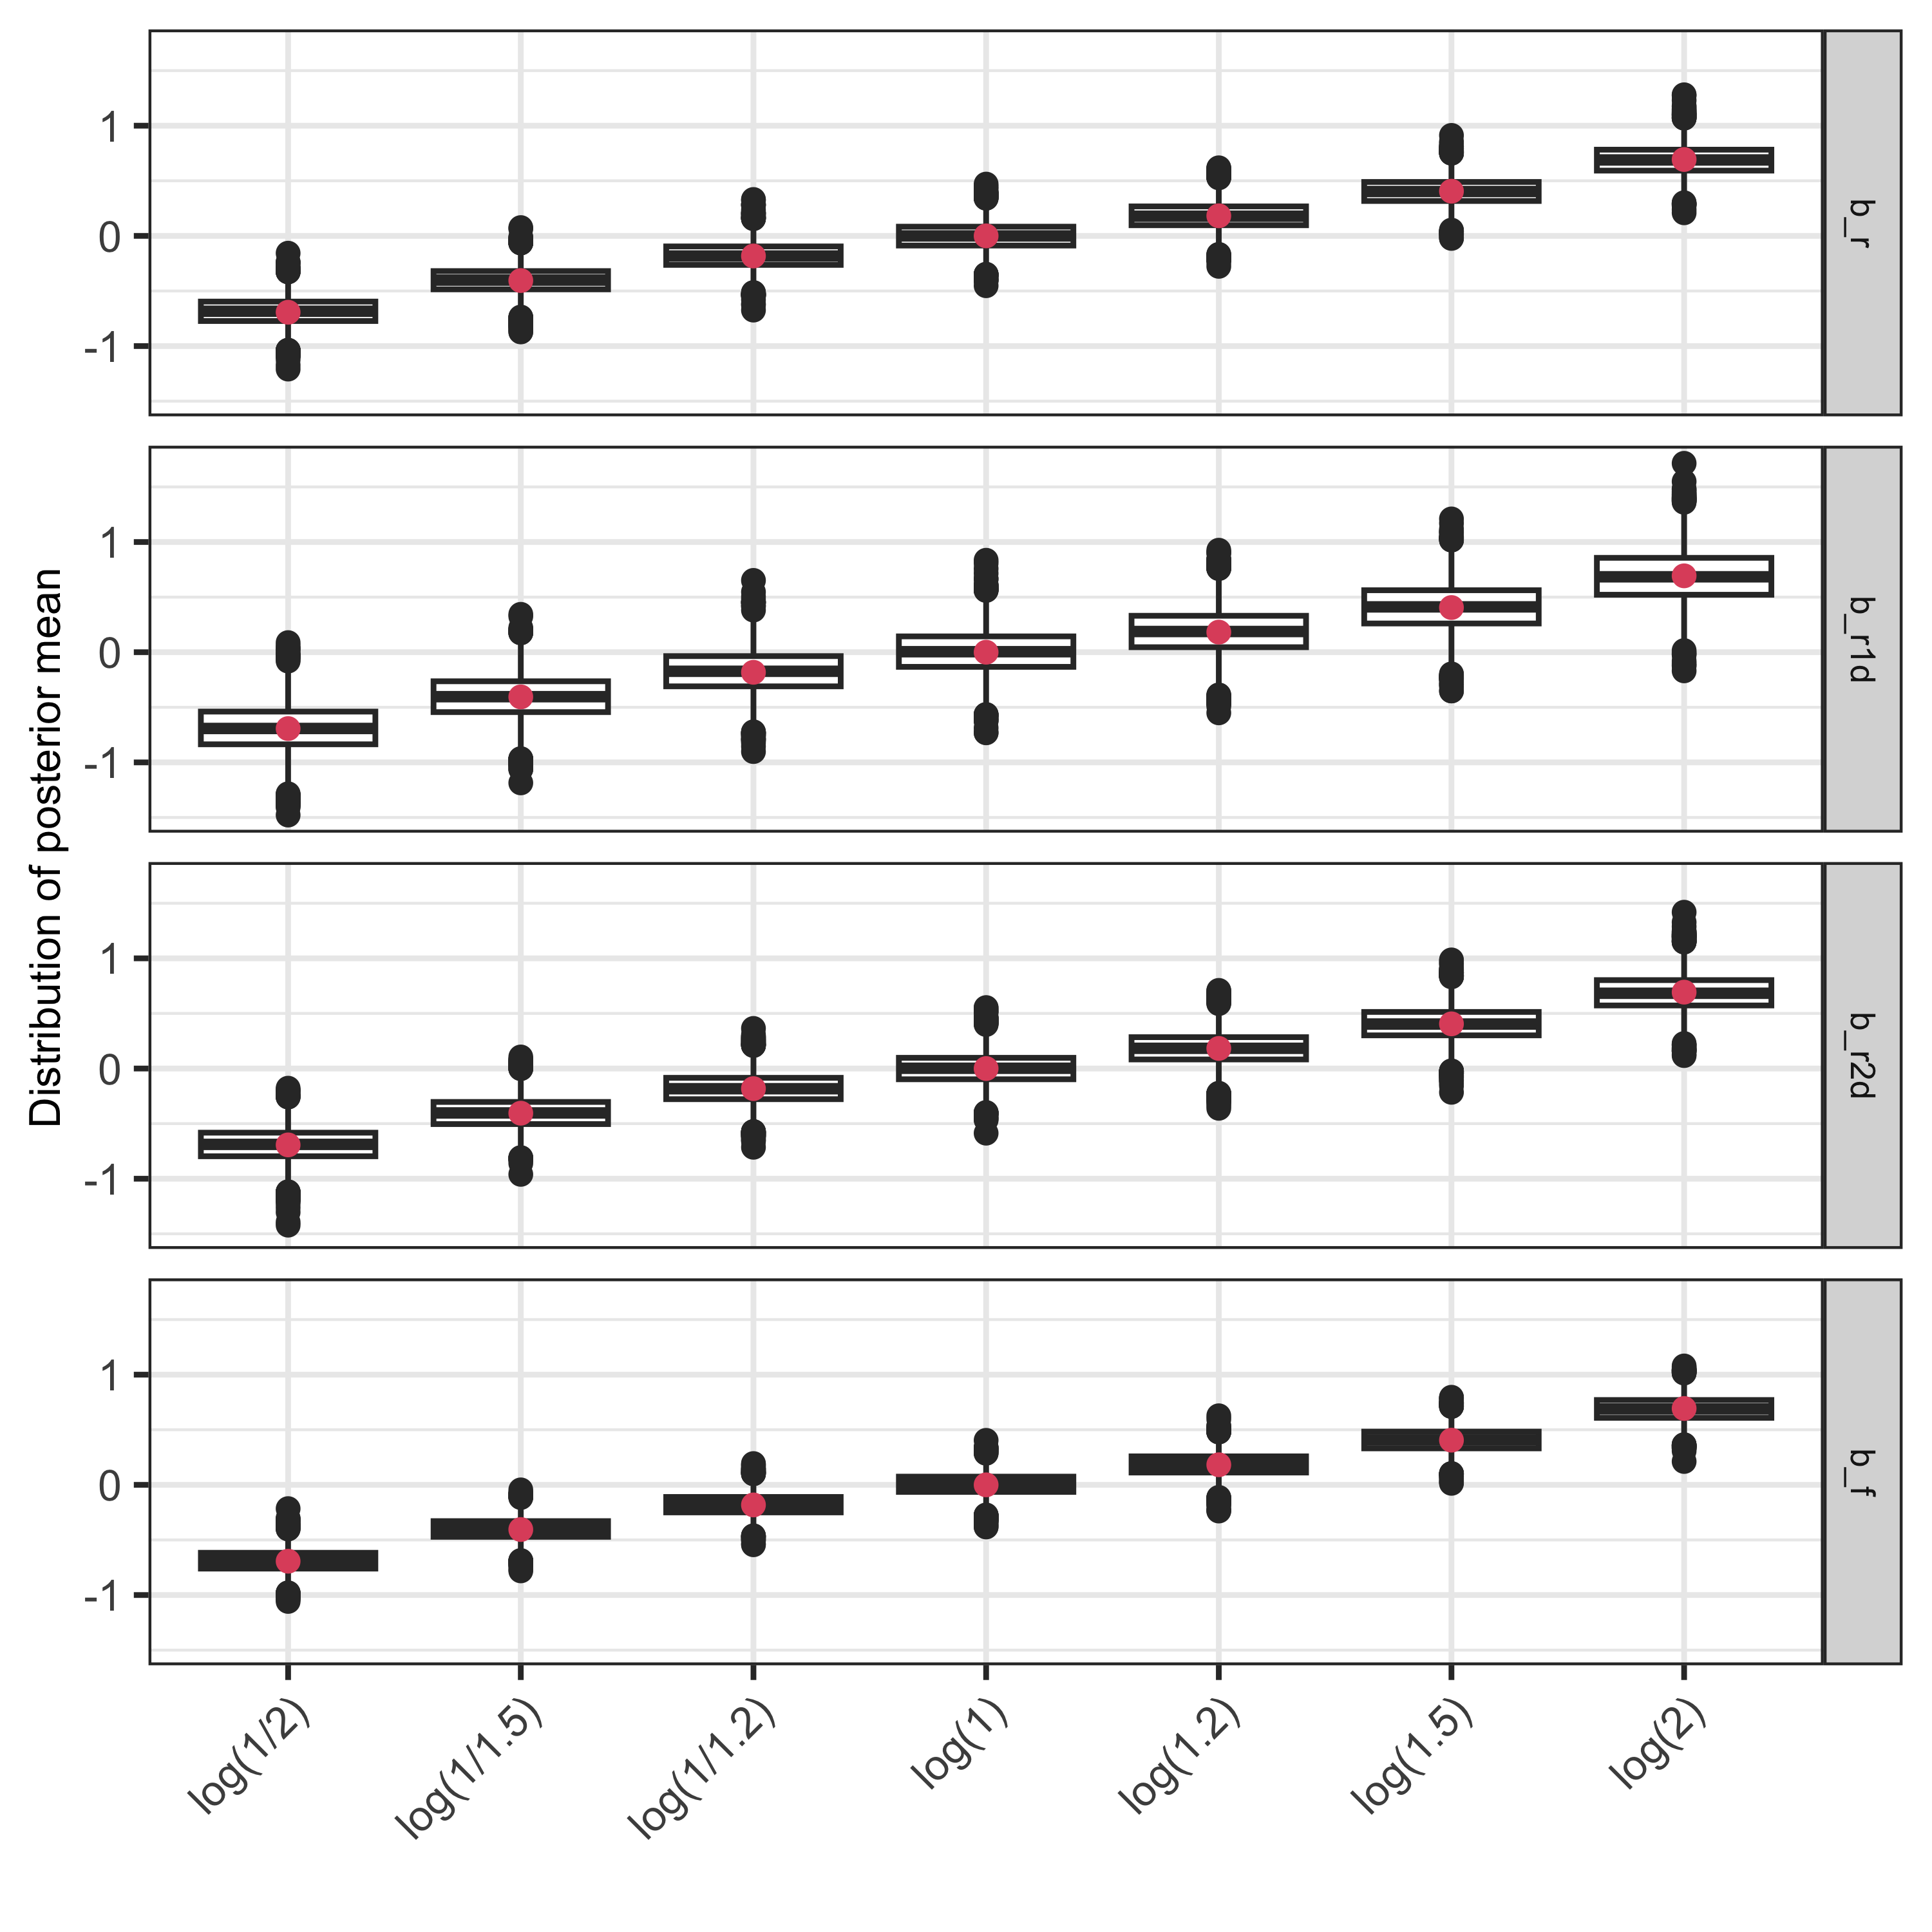 Distribution of posterior mean
1
0
-1
b_r
1
0
-1
b_r1d
1
0
-1
b_r2d
1
0
-1
b_f
log(1/2)
log(1/1.5)
log(1/1.2)
log(1)
log(1.2)
log(1.5)
log(2)